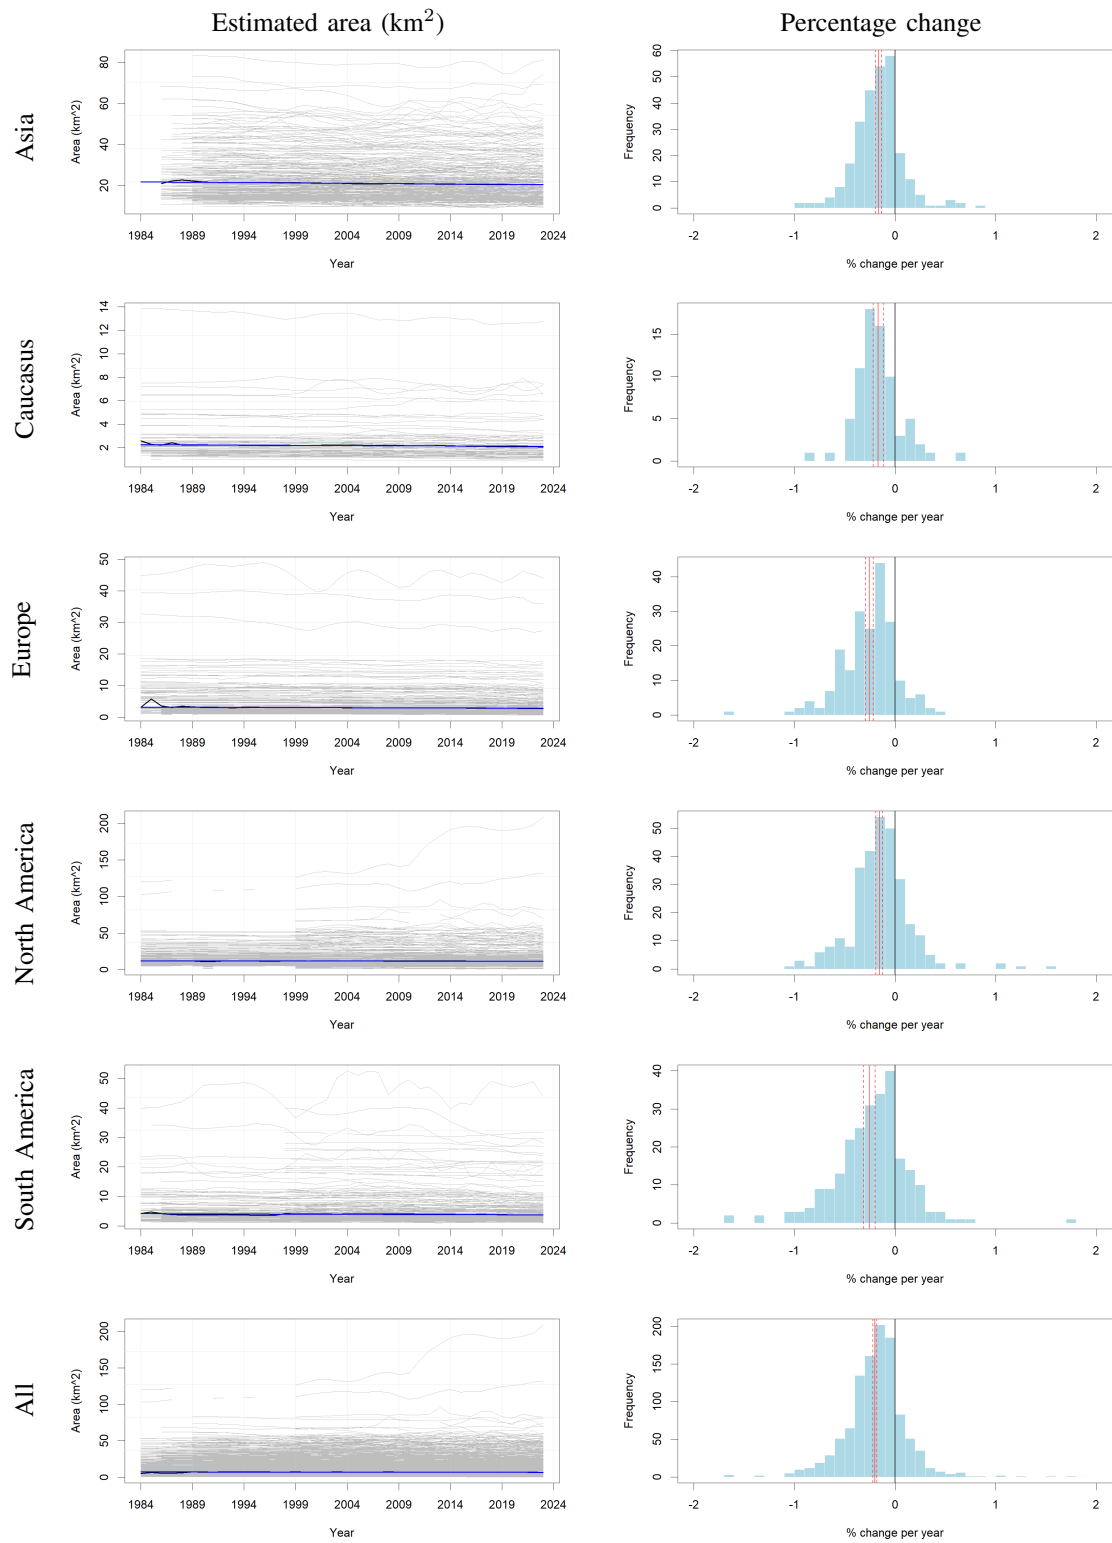 Estimated area (km²)
Percentage change
Asia
Area (km^2)
80
60
40
20
1984 1989 1994 1999 2004 2009 2014 2019 2024
Year
Frequency
60
50
40
30
20
10
0
-2 -1 0 1 2
% change per year
Caucasus
Area (km^2)
14
12
10
8
6
4
2
1984 1989 1994 1999 2004 2009 2014 2019 2024
Year
Frequency
15
10
5
0
-2 -1 0 1 2
% change per year
Europe
Area (km^2)
50
40
30
20
10
0
1984 1989 1994 1999 2004 2009 2014 2019 2024
Year
Frequency
40
30
20
10
0
-2 -1 0 1 2
% change per year
North America
Area (km^2)
200
150
100
50
0
1984 1989 1994 1999 2004 2009 2014 2019 2024
Year
Frequency
50
40
30
20
10
0
-2 -1 0 1 2
% change per year
South America
Area (km^2)
50
40
30
20
10
0
1984 1989 1994 1999 2004 2009 2014 2019 2024
Year
Frequency
40
30
20
10
0
-2 -1 0 1 2
% change per year
All
Area (km^2)
200
150
100
50
0
1984 1989 1994 1999 2004 2009 2014 2019 2024
Year
Frequency
200
150
100
50
0
-2 -1 0 1 2
% change per year